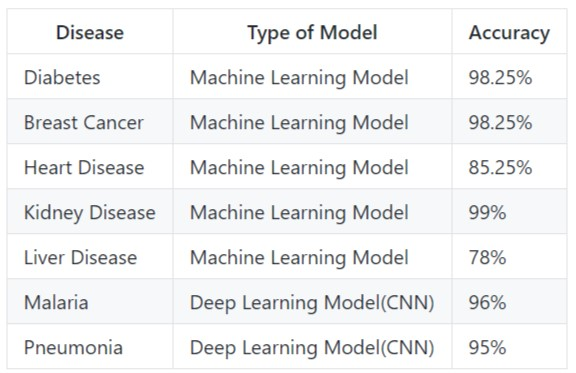 Disease Type of Model Accuracy
Diabetes Machine Learning Model 98.25%
Breast Cancer Machine Learning Model 98.25%
Heart Disease Machine Learning Model 85.25%
Kidney Disease Machine Learning Model 99%
Liver Disease Machine Learning Model 78%
Malaria Deep Learning Model(CNN) 96%
Pneumonia Deep Learning Model(CNN) 95%